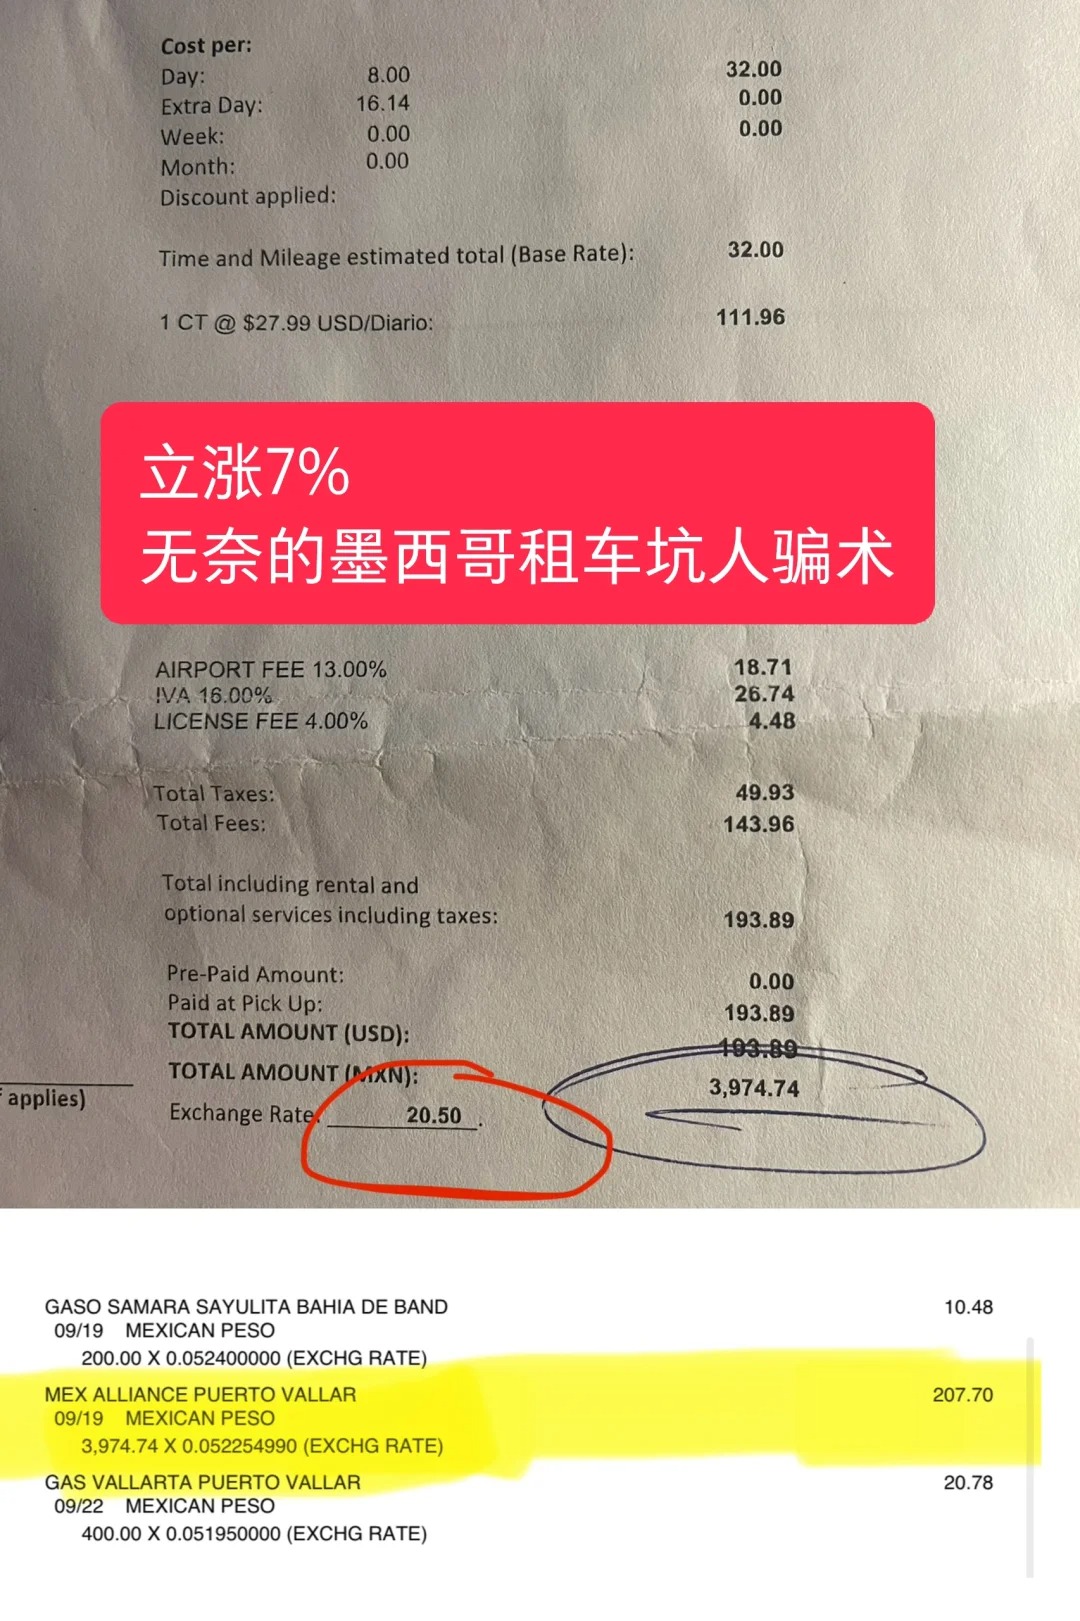 Cost per:
Day: 8.00 32.00
Extra Day: 16.14 0.00
Week: 0.00 0.00
Month: 0.00
Discount applied:
Time and Mileage estimated total (Base Rate): 32.00
1 CT @ $27.99 USD/Diario: 111.96
立涨7%
无奈的墨西哥租车坑人骗术
AIRPORT FEE 13.00% 18.71
IVA 16.00% 26.74
LICENSE FEE 4.00% 4.48
Total Taxes: 49.93
Total Fees: 143.96
Total including rental and
optional services including taxes: 193.89
Pre-Paid Amount: 0.00
Paid at Pick Up: 193.89
TOTAL AMOUNT (USD): 193.89
TOTAL AMOUNT (MXN): 3,974.74
applies)
Exchange Rate 20.50 .
GASO SAMARA SAYULITA BAHIA DE BAND 10.48
09/19 MEXICAN PESO
200.00 X 0.052400000 (EXCHG RATE)
MEX ALLIANCE PUERTO VALLAR 207.70
09/19 MEXICAN PESO
3,974.74 X 0.052254990 (EXCHG RATE)
GAS VALLARTA PUERTO VALLAR 20.78
09/22 MEXICAN PESO
400.00 X 0.051950000 (EXCHG RATE)